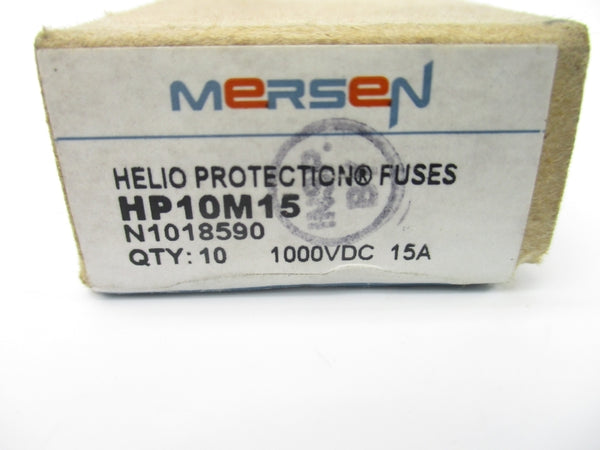 MERSEN
HELIO PROTECTION® FUSES
HP10M15
N1018590
QTY: 10 1000VDC 15A